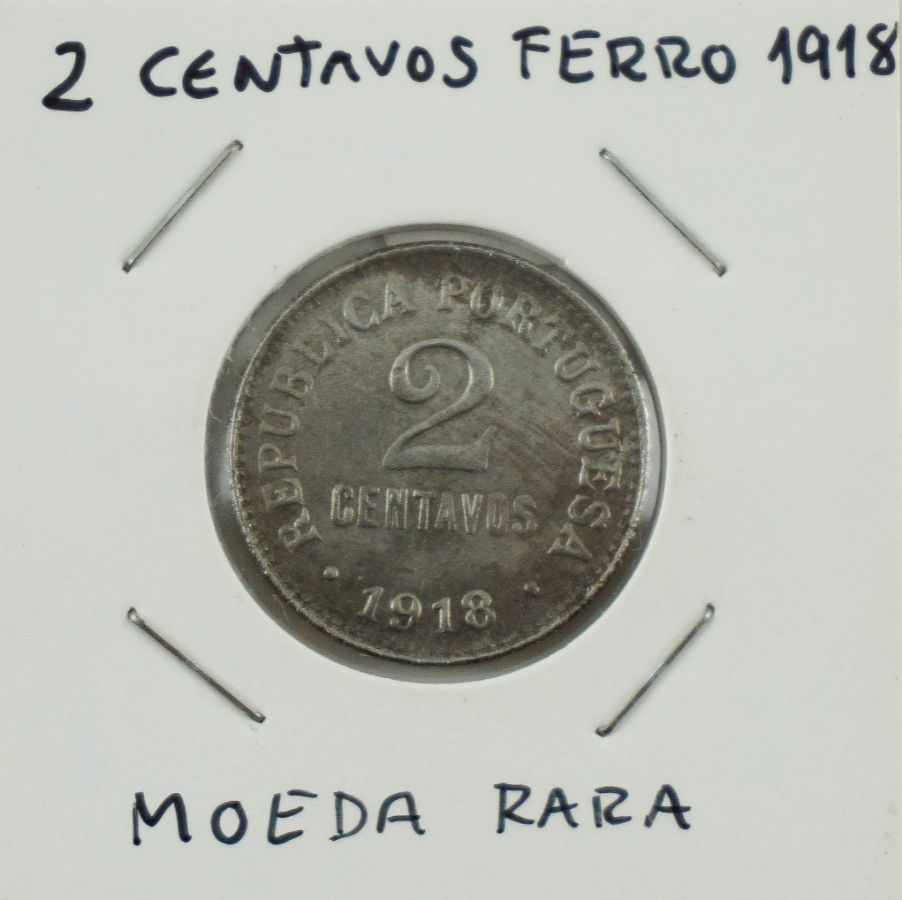 2 CENTAVOS FERRO 1918
REPUBLICA PORTUGUESA
2
CENTAVOS
• 1918 •
MOEDA RARA